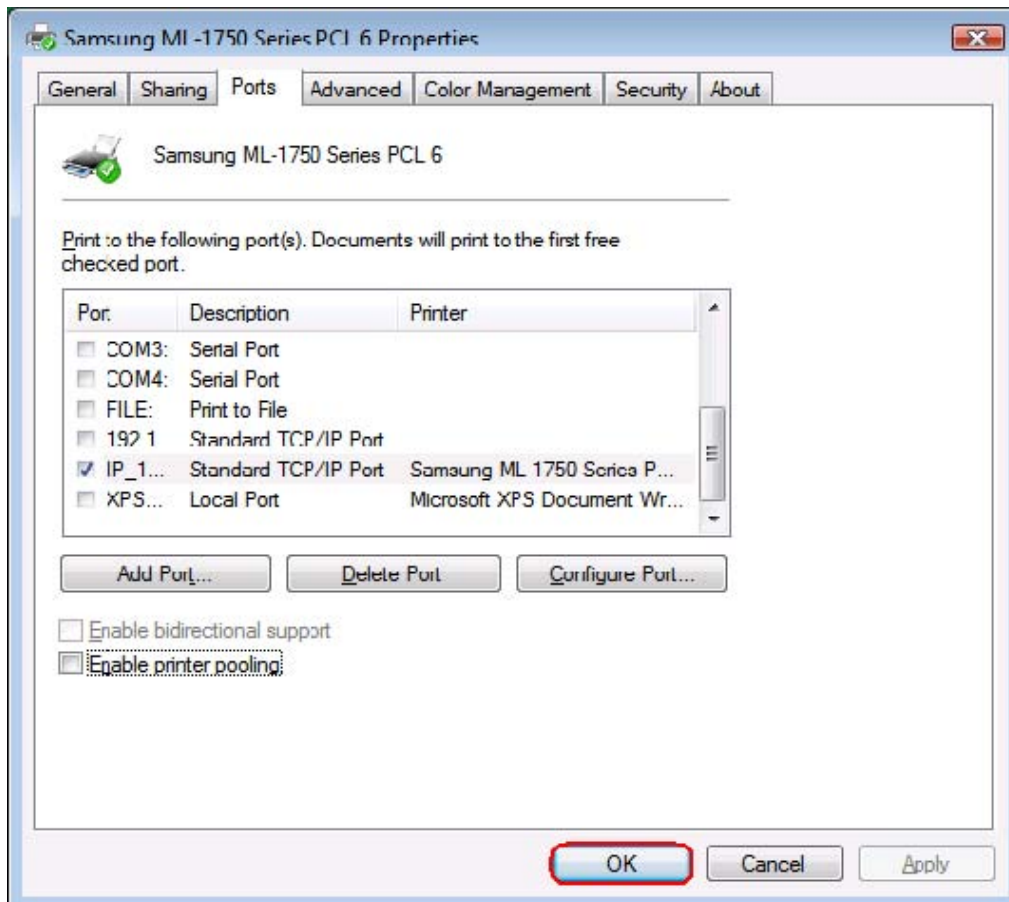 Samsung ML-1750 Series PCL 6 Properties
General Sharing Ports Advanced Color Management Security About
Samsung ML-1750 Series PCL 6
Print to the following port(s). Documents will print to the first free
checked port.
Port Description Printer
COM3: Serial Port
COM4: Serial Port
FILE: Print to File
192.1 Standard TCP/IP Port
IP_1... Standard TCP/IP Port Samsung ML 1750 Series P...
XPS... Local Port Microsoft XPS Document Wr...
Add Port... Delete Port Configure Port...
Enable bidirectional support
Enable printer pooling
OK Cancel Apply